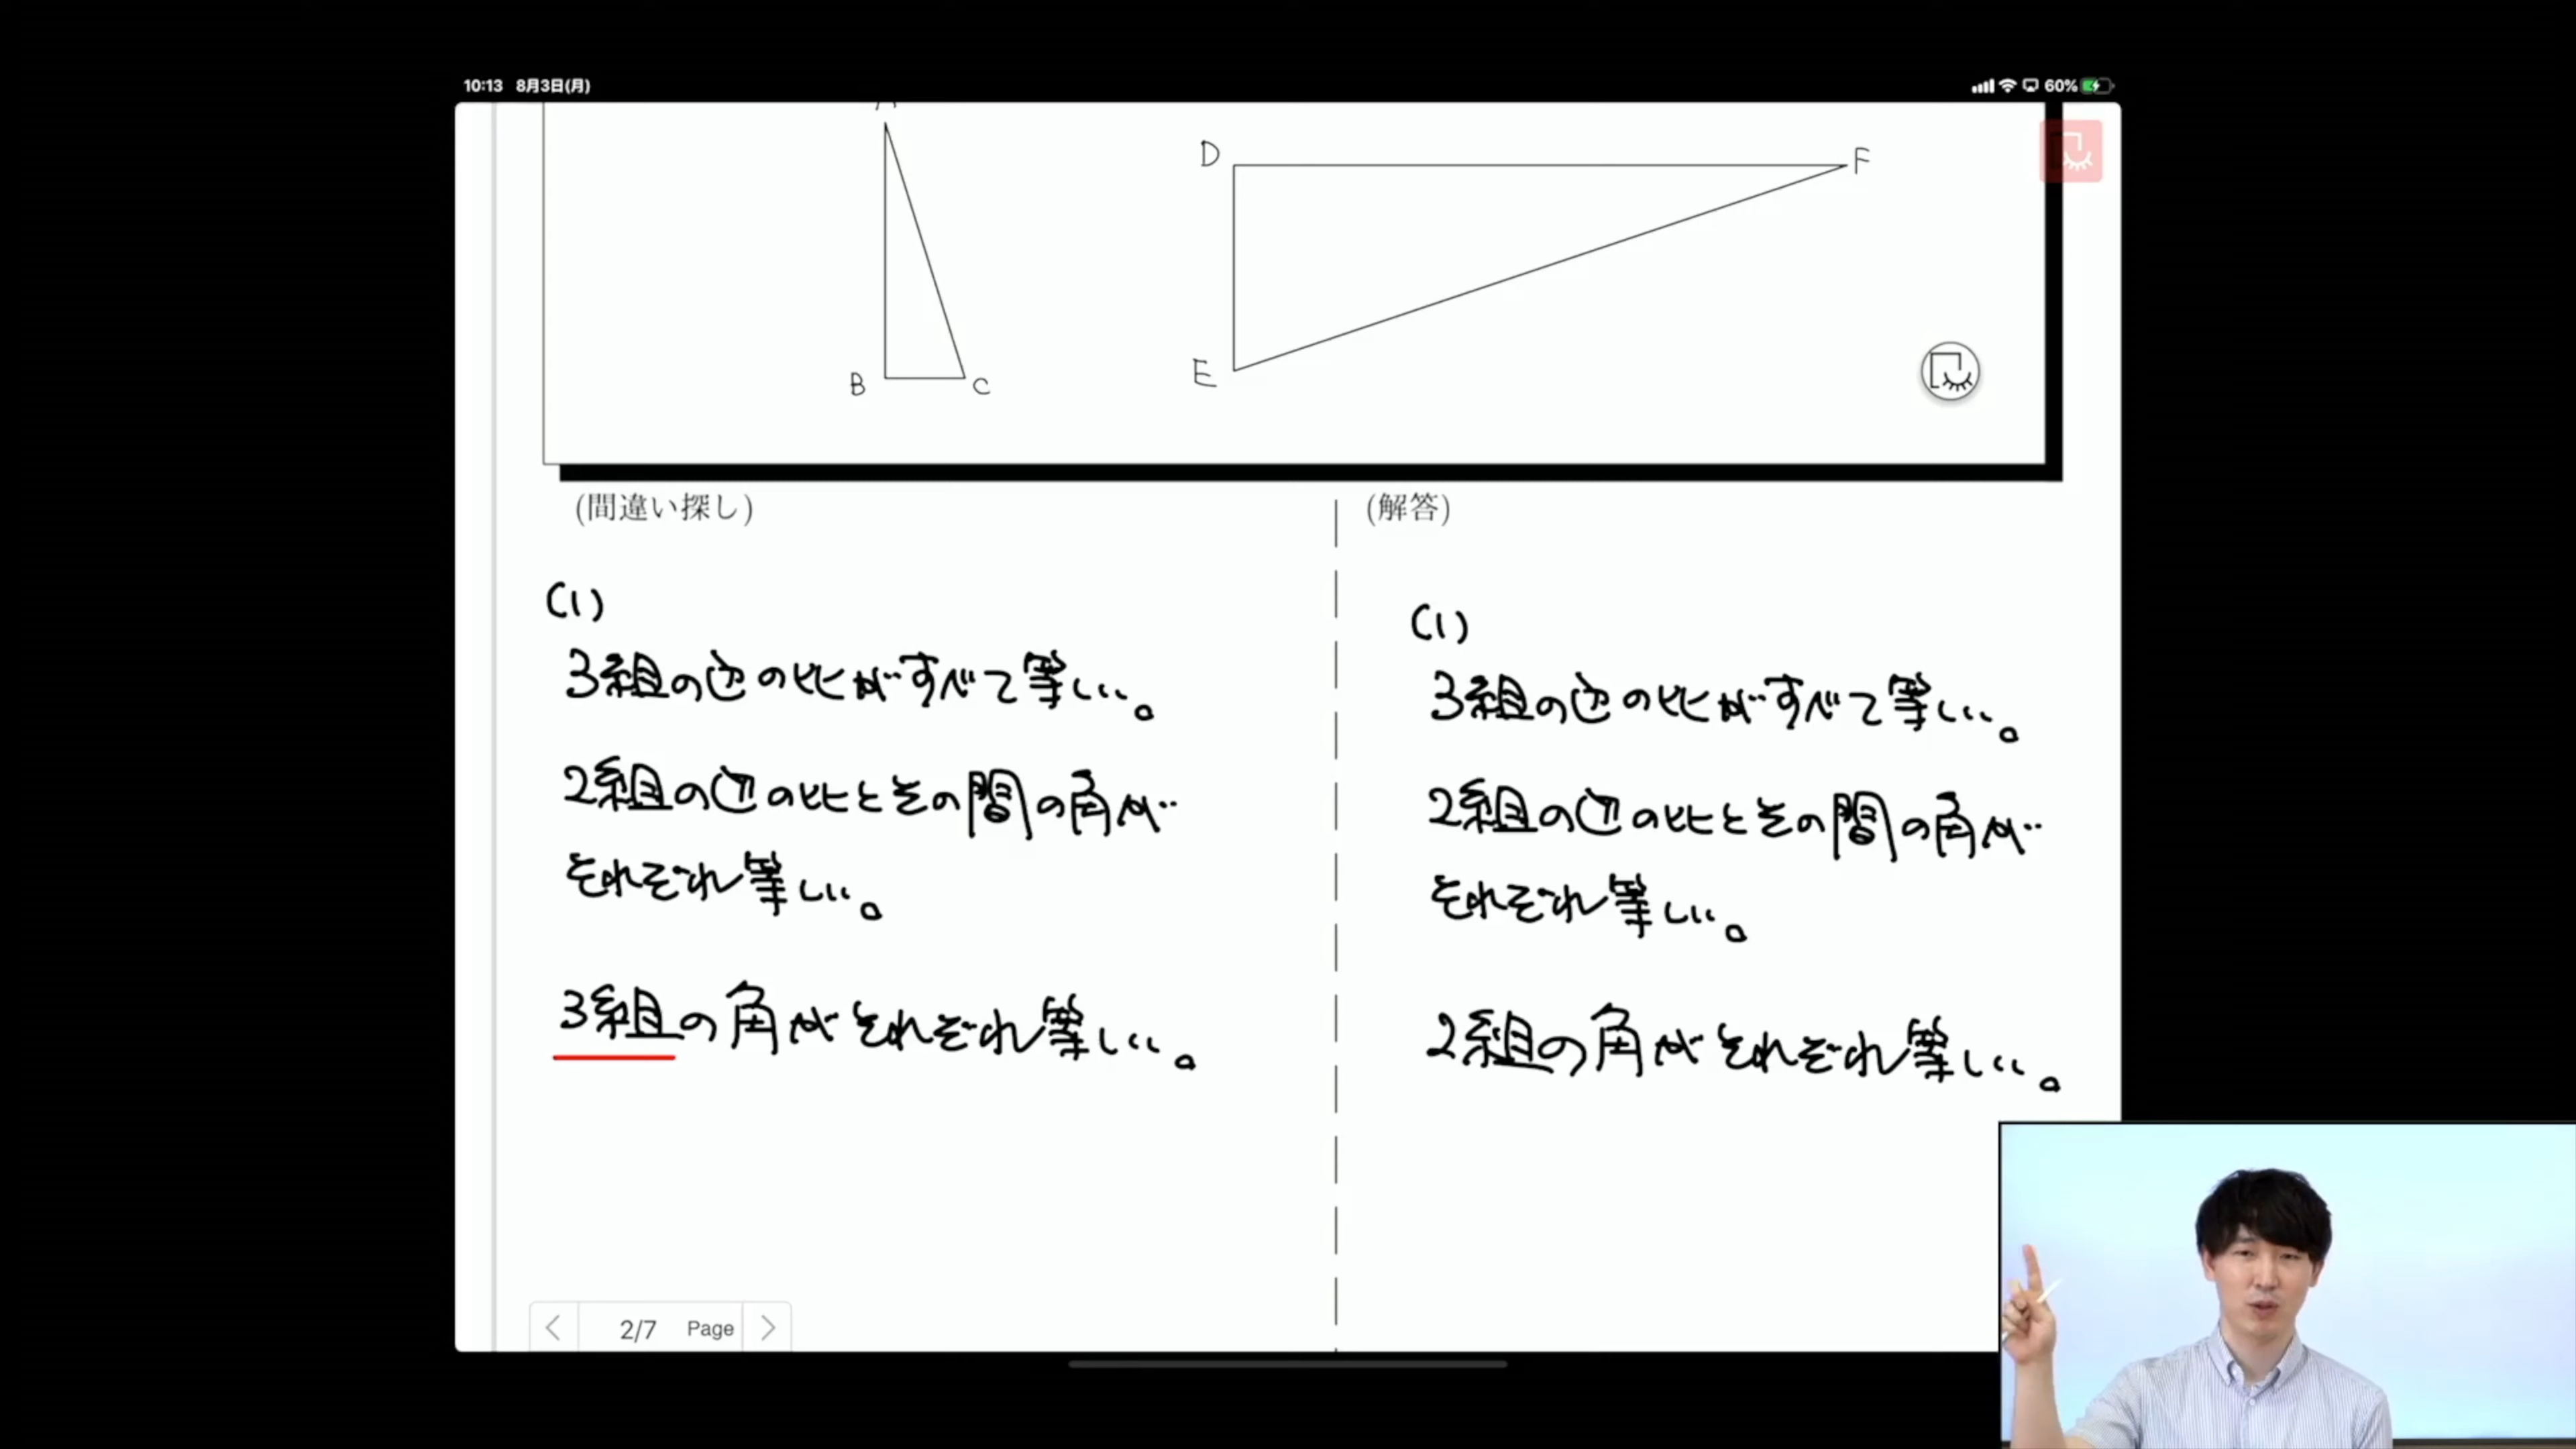 10:13 8月3日(月)
60%
A
D
F
B
C
E
(間違い探し)
(1)
3組の辺の比がすべて等しい。
2組の辺の比とその間の角が
それぞれ等しい。
3組の角がそれぞれ等しい。
(解答)
(1)
3組の辺の比がすべて等しい。
2組の辺の比とその間の角が
それぞれ等しい。
2組の角がそれぞれ等しい。
2/7 Page